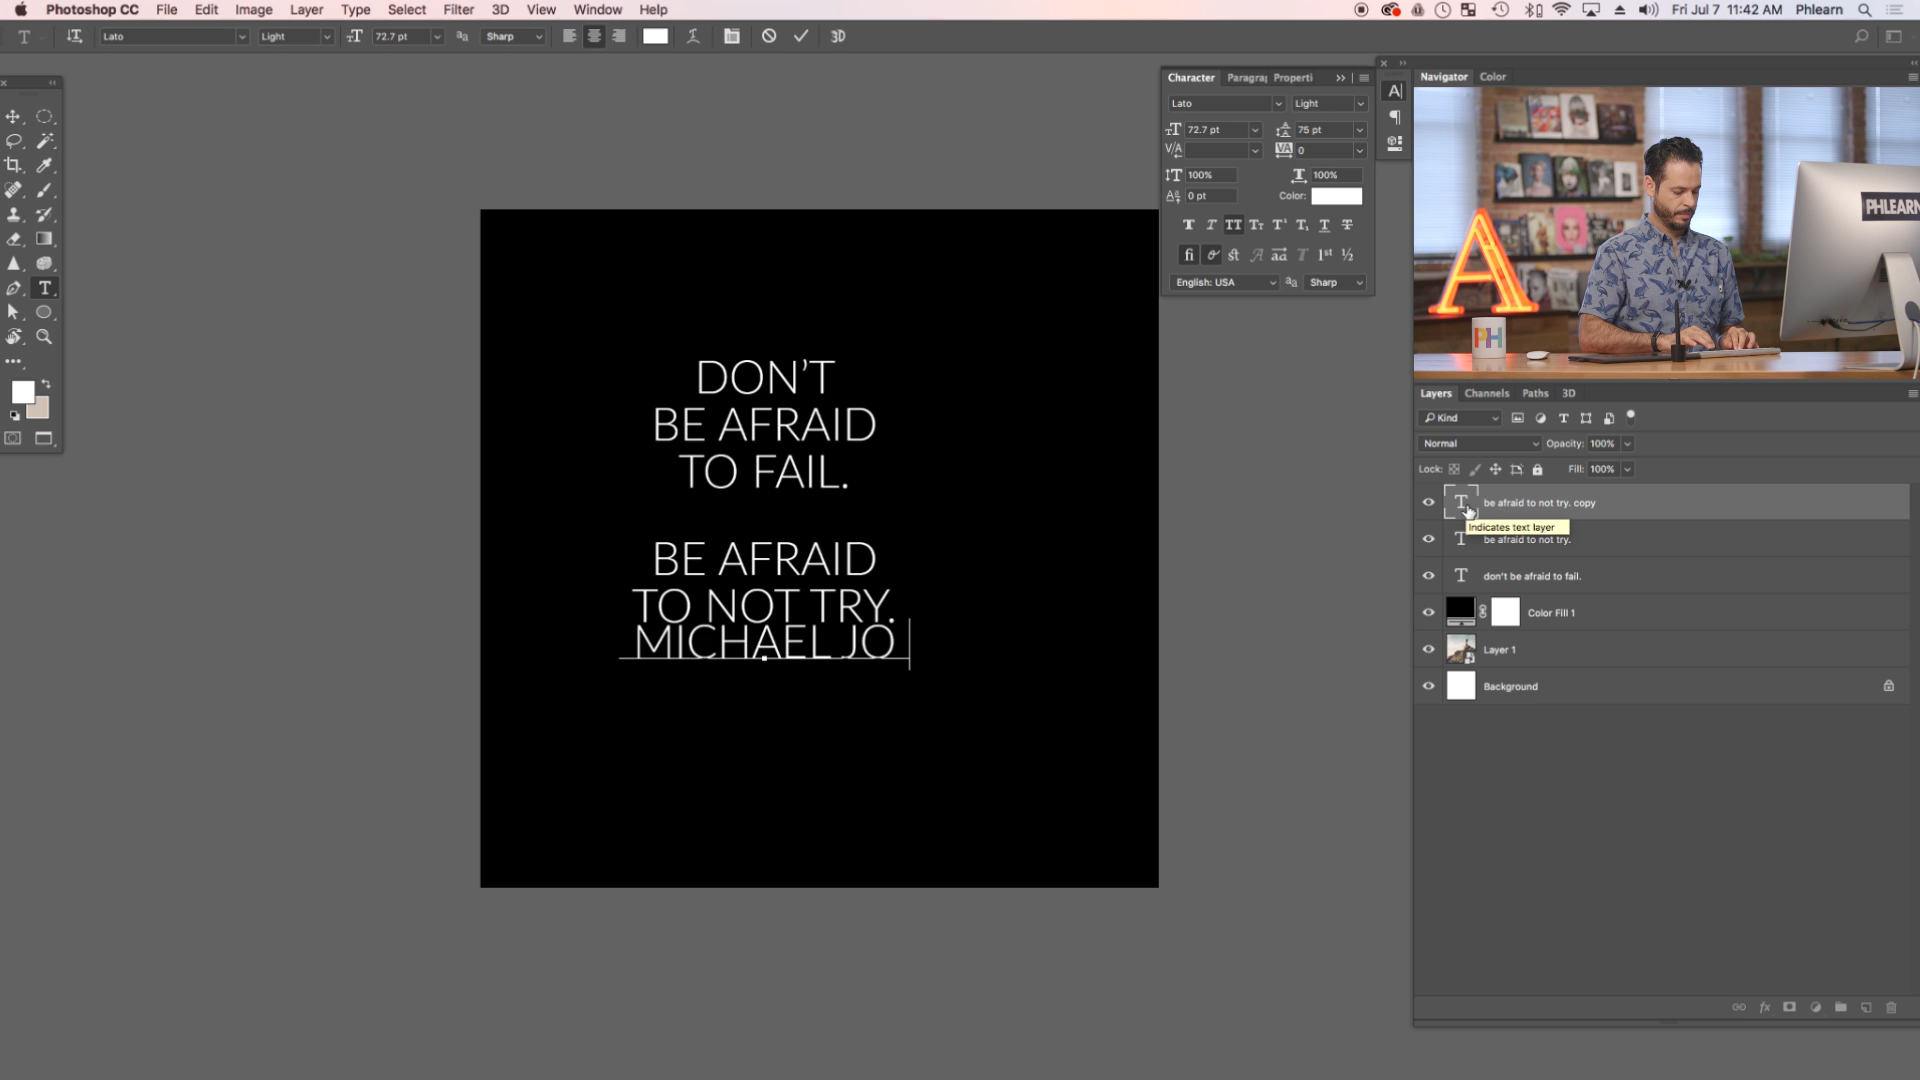 Photoshop CC File Edit Image Layer Type Select Filter 3D View Window Help
Fri Jul 7 11:42 AM Phlearn
Lato Light 72.7 pt Sharp 3D
Character Paragra Properti
Lato Light
72.7 pt 75 pt
0
100% 100%
0 pt Color:
English: USA Sharp
Navigator Color
PHLEARN
A
PH
DON'T
BE AFRAID
TO FAIL.
BE AFRAID
TO NOT TRY.
MICHAEL JO
Layers Channels Paths 3D
Kind
Normal Opacity: 100%
Lock: Fill: 100%
be afraid to not try. copy
Indicates text layer
be afraid to not try.
don't be afraid to fail.
Color Fill 1
Layer 1
Background